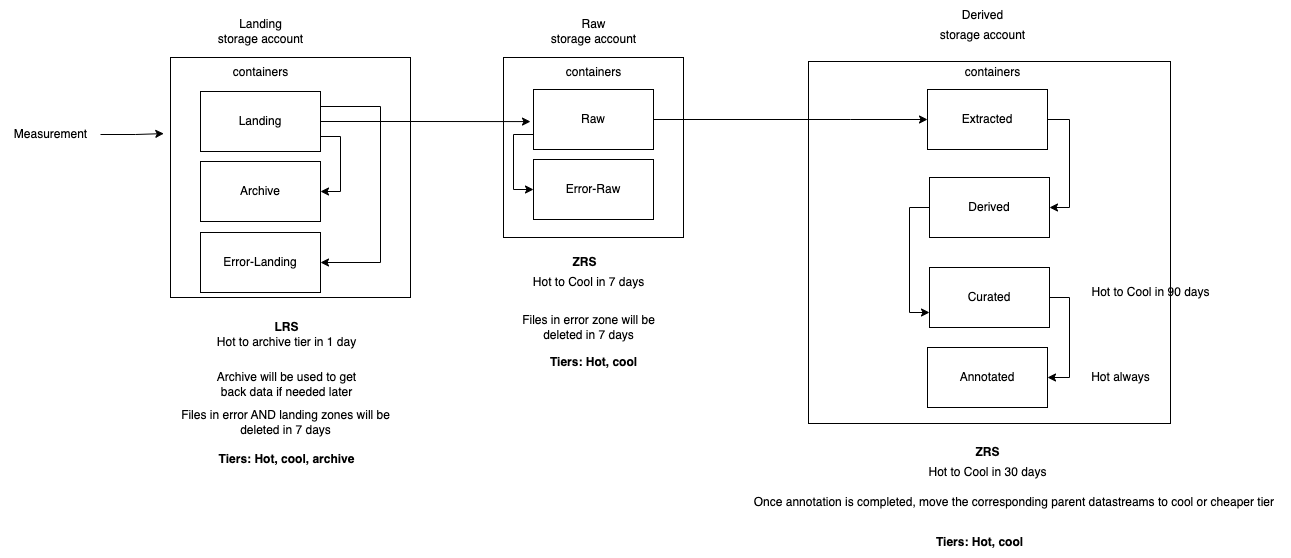 Measurement
Landing
storage account
containers
Landing
Archive
Error-Landing
LRS
Hot to archive tier in 1 day
Archive will be used to get
back data if needed later
Files in error AND landing zones will be
deleted in 7 days
Tiers: Hot, cool, archive
Raw
storage account
containers
Raw
Error-Raw
ZRS
Hot to Cool in 7 days
Files in error zone will be
deleted in 7 days
Tiers: Hot, cool
Derived
storage account
containers
Extracted
Derived
Curated
Hot to Cool in 90 days
Annotated
Hot always
ZRS
Hot to Cool in 30 days
Once annotation is completed, move the corresponding parent datastreams to cool or cheaper tier
Tiers: Hot, cool